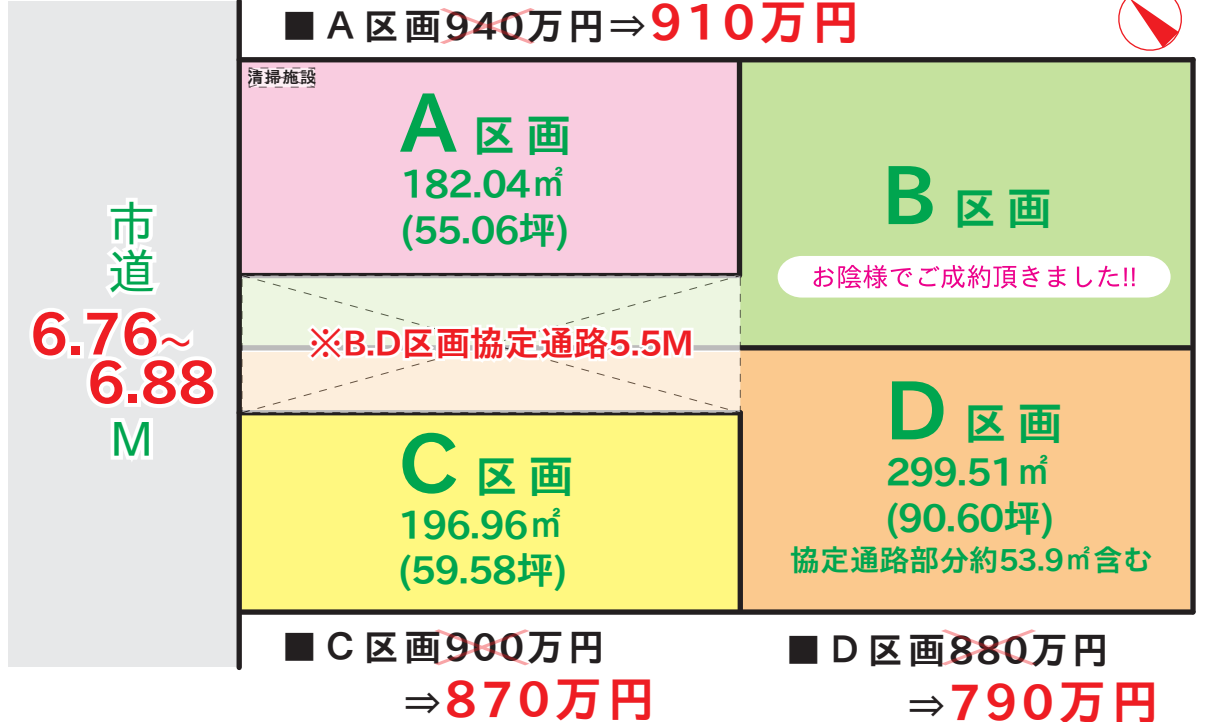 ■A区画940万円⇒910万円
清掃施設
A区画
182.04㎡
(55.06坪)
B区画
お陰様でご成約頂きました!!
市道
6.76~
6.88
M
※B.D区画協定通路5.5M
C区画
196.96㎡
(59.58坪)
D区画
299.51㎡
(90.60坪)
協定通路部分約53.9㎡含む
■C区画900万円
⇒870万円
■D区画880万円
⇒790万円